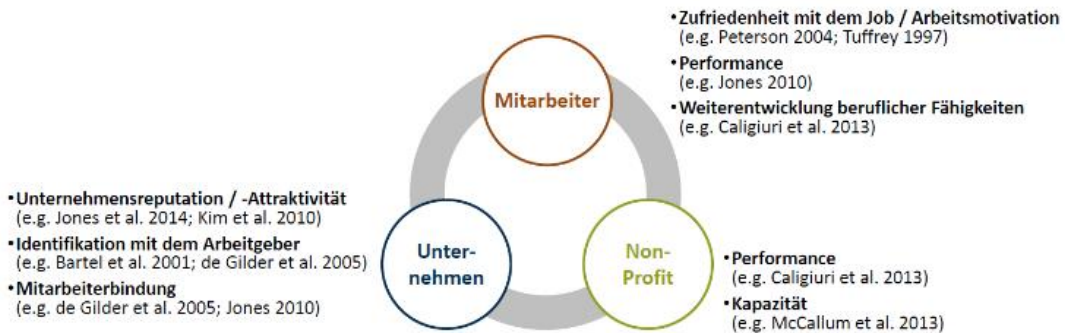 •Zufriedenheit mit dem Job / Arbeitsmotivation
(e.g. Peterson 2004; Tuffrey 1997)
•Performance
(e.g. Jones 2010)
•Weiterentwicklung beruflicher Fähigkeiten
(e.g. Caligiuri et al. 2013)
Mitarbeiter
•Unternehmensreputation / -Attraktivität
(e.g. Jones et al. 2014; Kim et al. 2010)
•Identifikation mit dem Arbeitgeber
(e.g. Bartel et al. 2001; de Gilder et al. 2005)
•Mitarbeiterbindung
(e.g. de Gilder et al. 2005; Jones 2010)
Unter-
nehmen
Non-
Profit
•Performance
(e.g. Caligiuri et al. 2013)
•Kapazität
(e.g. McCallum et al. 2013)